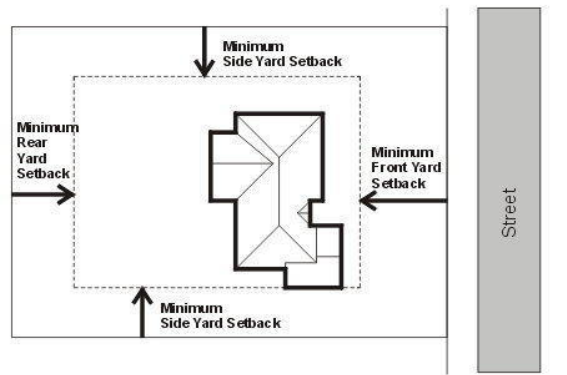 Minimum
Side Yard Setback
Minimum
Rear
Yard
Setback
Minimum
Front Yard
Setback
Street
Minimum
Side Yard Setback